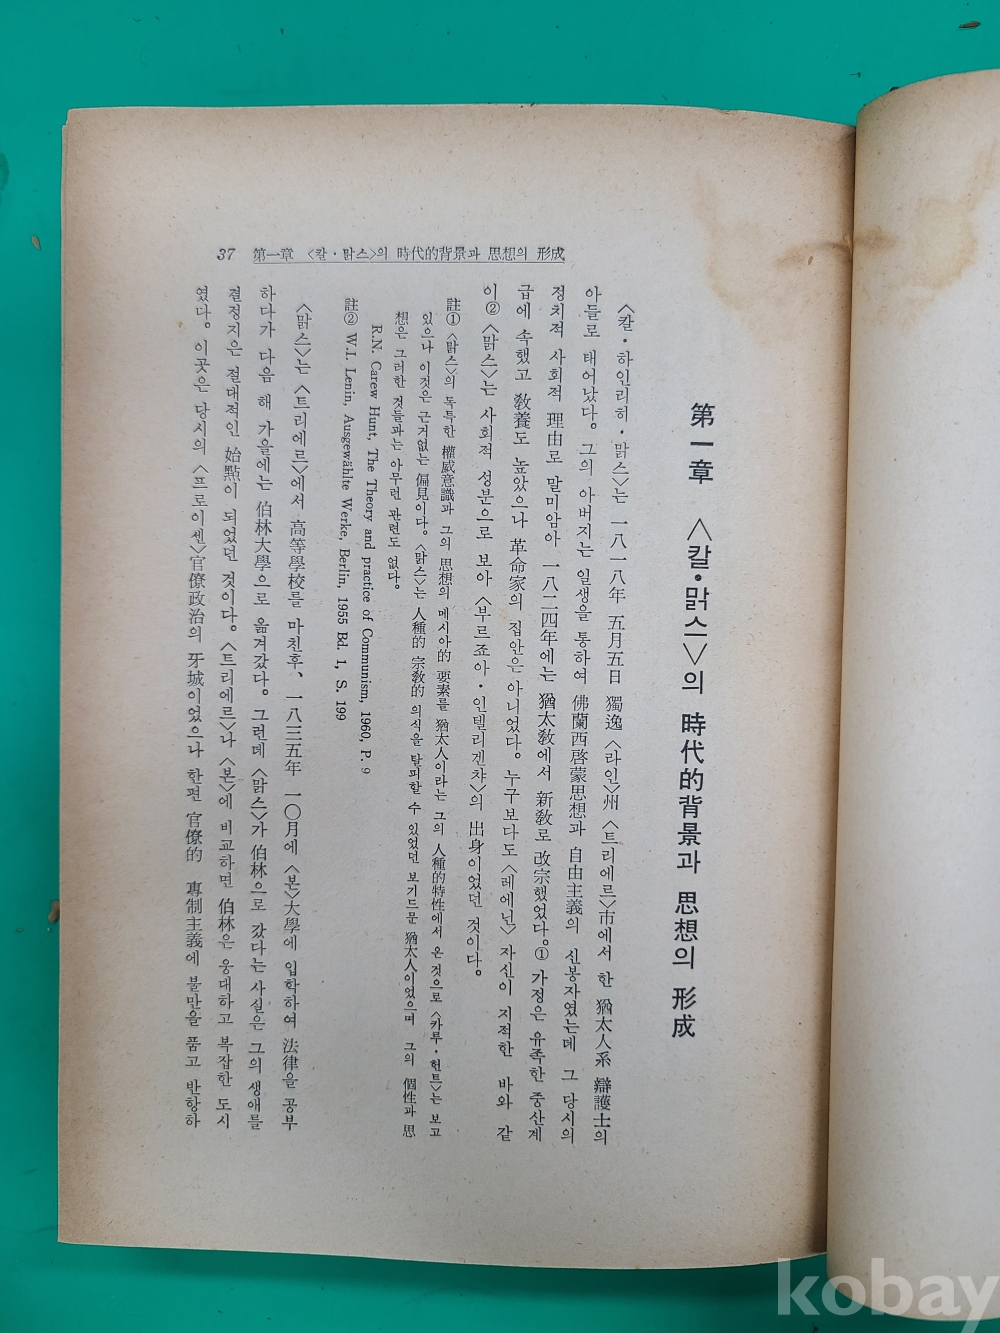 37 第一章 〈칼·맑스〉의 時代的背景과 思想의 形成
第一章 〈칼·맑스〉의 時代的背景과 思想의 形成
〈칼·하인리히·맑스〉는 一八一八年 五月五日 獨逸〈라인〉州〈트리에르〉市에서 한 猶太人系 辯護士의
아들로 태어났다。그의 아버지는 일생을 통하여 佛蘭西啓蒙思想과 自由主義의 신봉자였는데 그 당시의
정치적 사회적 理由로 말미암아 一八二四年에는 猶太敎에서 新敎로 改宗했었다。① 가정은 유족한 중산계
급에 속했고 敎養도 높았으나 革命家의 집안은 아니었다。누구보다도〈레에닌〉자신이 지적한 바와 같
이②〈맑스〉는 사회적 성분으로 보아〈부르죠아·인텔리겐챠〉의 出身이었던 것이다。
註①〈맑스〉의 독특한 權威意識과 그의 思想의 메시아的 要素를 猶太人이라는 그의 人種的特性에서 온 것으로〈카루·헌트〉는 보고
있으나 이것은 근거없는 偏見이다。〈맑스〉는 人種的 宗敎的 의식을 탈피할 수 있었던 보기드문 猶太人이었으며 그의 個性과 思
想은 그러한 것들과는 아무런 관련도 없다。
R.N. Carew Hunt, The Theory and practice of Communism, 1960, P. 9
註② W.I. Lenin, Ausgewählte Werke, Berlin, 1955 Bd. 1, S. 199
〈맑스〉는〈트리에르〉에서 高等學校를 마친후、一八三五年 一〇月에〈본〉大學에 입학하여 法律을 공부
하다가 다음 해 가을에는 伯林大學으로 옮겨갔다。그런데〈맑스〉가 伯林으로 갔다는 사실은 그의 생애를
결정지은 절대적인 始點이 되었던 것이다。〈트리에르〉나〈본〉에 비교하면 伯林은 웅대하고 복잡한 도시
였다。이곳은 당시의〈프로이센〉官僚政治의 牙城이었으나 한편 官僚的 專制主義에 불만을 품고 반항하
kobay